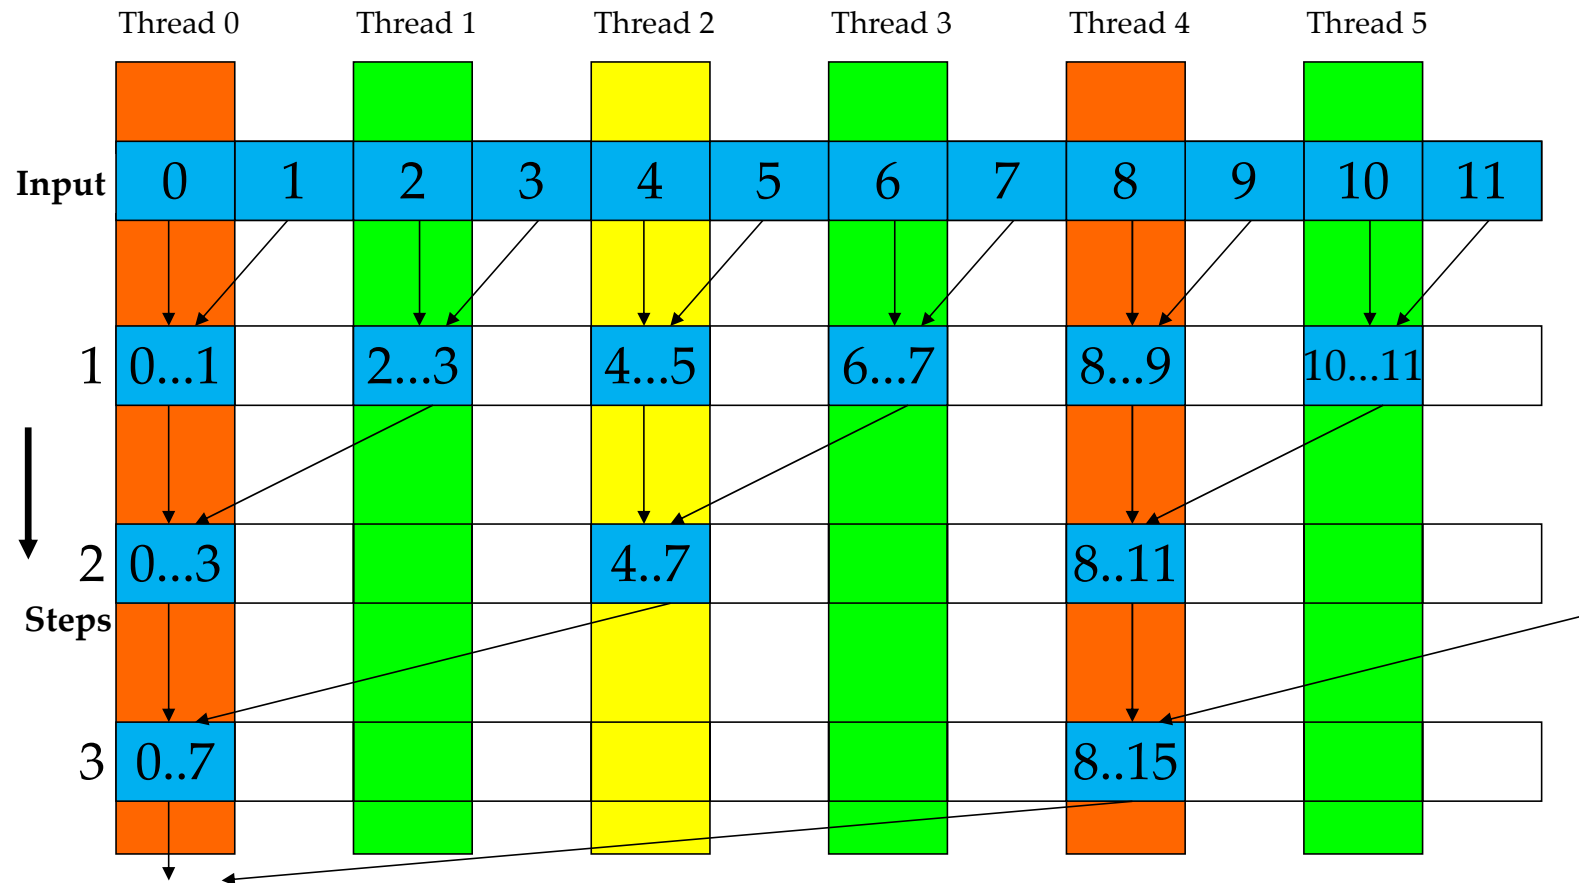 Thread 0 Thread 1 Thread 2 Thread 3 Thread 4 Thread 5
Input 0 1 2 3 4 5 6 7 8 9 10 11
1 0...1 2...3 4...5 6...7 8...9 10...11
2 0...3 4..7 8..11
Steps
3 0..7 8..15